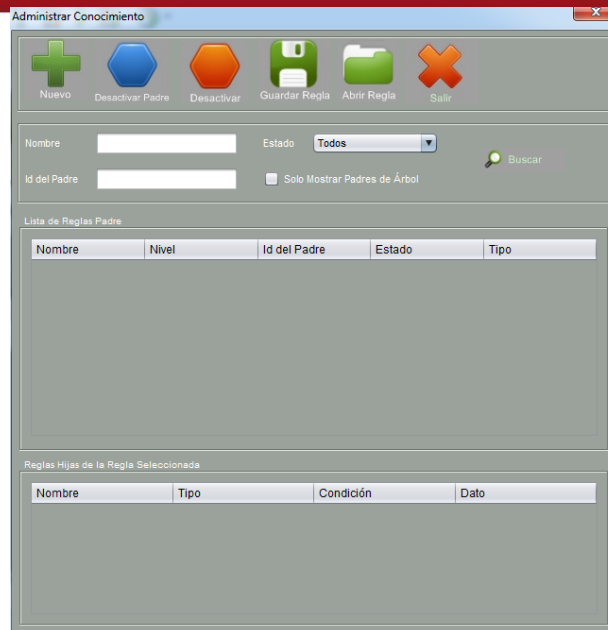 Administrar Conocimiento
Nuevo Desactivar Padre Desactivar Guardar Regla Abrir Regla Salir
Nombre Estado Todos Buscar
Id del Padre Solo Mostrar Padres de Árbol
Lista de Reglas Padre
Nombre Nivel Id del Padre Estado Tipo
Reglas Hijas de la Regla Seleccionada
Nombre Tipo Condición Dato